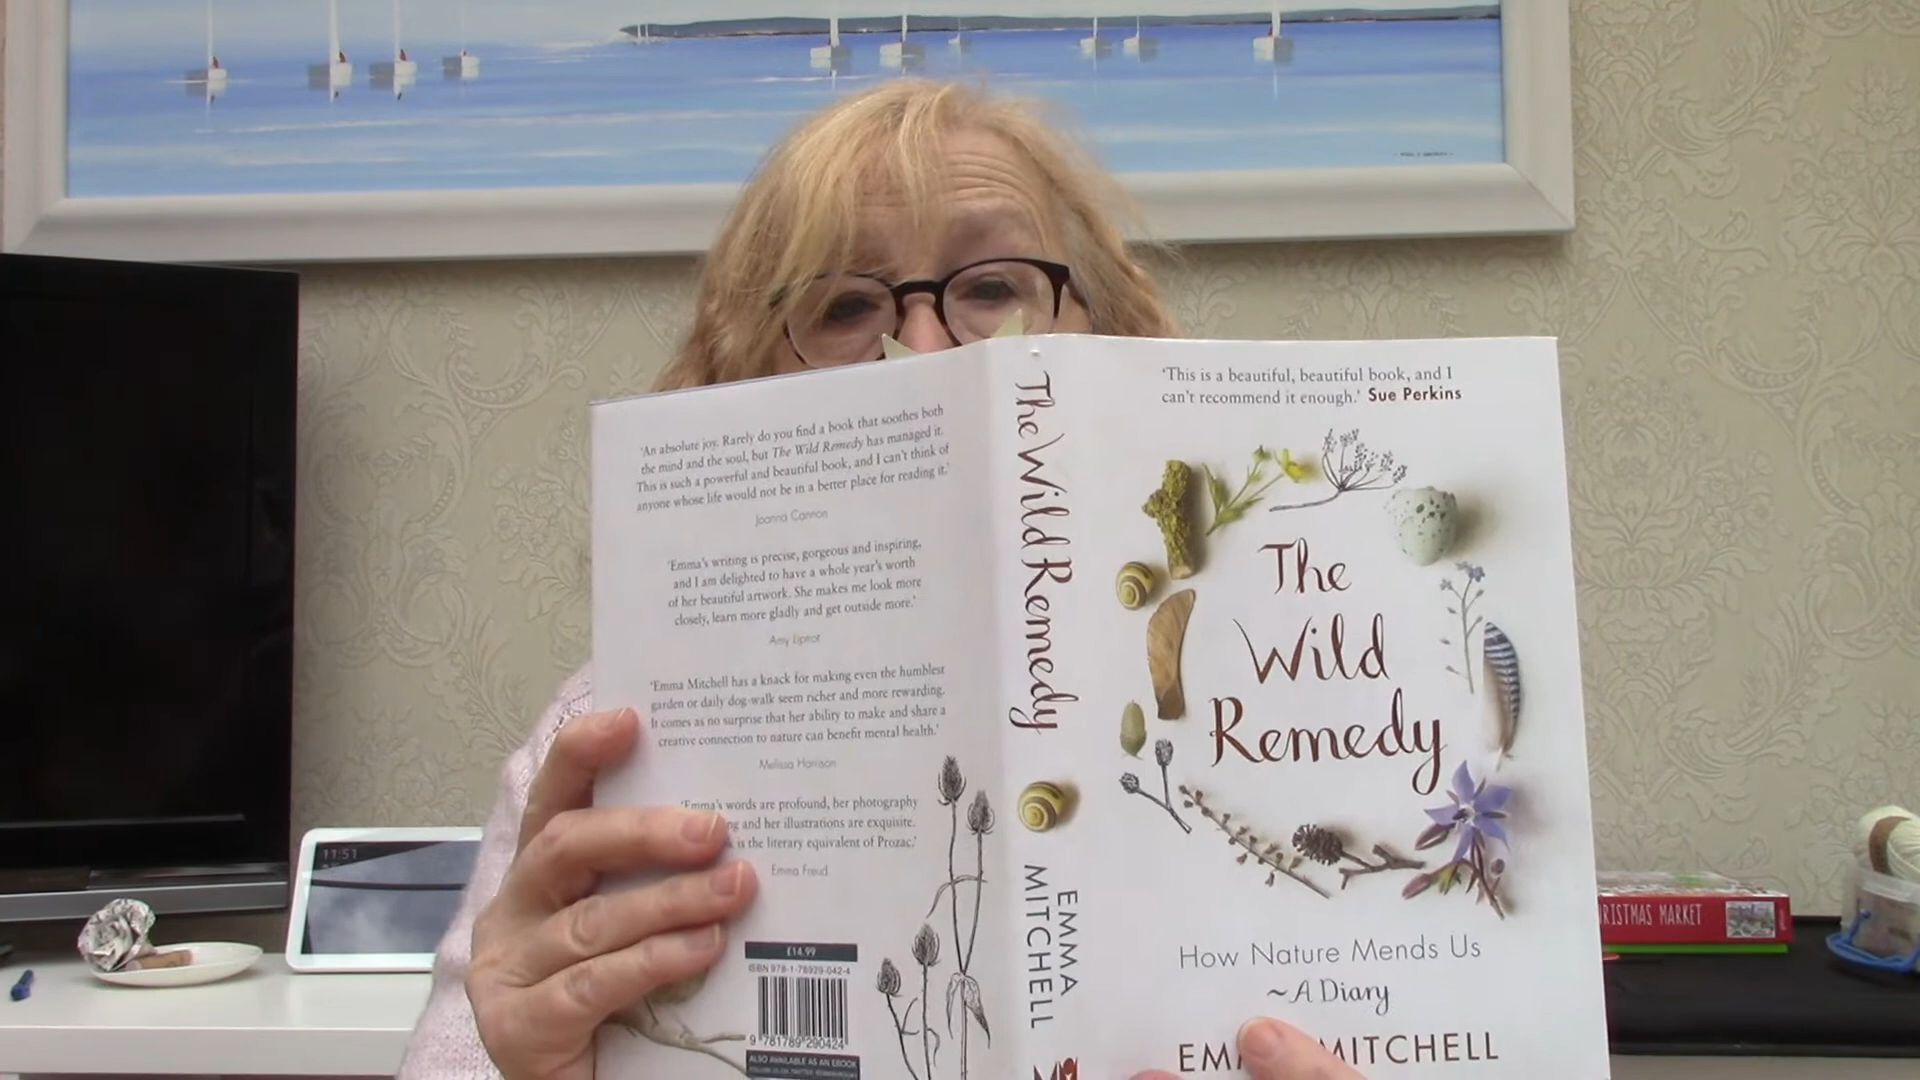 'An absolute joy. Rarely do you find a book that soothes both
the mind and the soul, but The Wild Remedy has managed it.
This is such a powerful and beautiful book, and I can't think of
anyone whose life would not be in a better place for reading it.'
Joanna Cannon
'Emma's writing is precise, gorgeous and inspiring,
and I am delighted to have a whole year's worth
of her beautiful artwork. She makes me look more
closely, learn more gladly and get outside more.'
Amy Liptrot
'Emma Mitchell has a knack for making even the humblest
garden or daily dog-walk seem richer and more rewarding.
It comes as no surprise that her ability to make and share a
creative connection to nature can benefit mental health.'
Melissa Harrison
'Emma's words are profound, her photography
and her illustrations are exquisite.
is the literary equivalent of Prozac.'
Emma Freud
£14.99
ISBN 978-1-78929-042-4
9 781789 290424
ALSO AVAILABLE AS AN EBOOK
The Wild Remedy
EMMA
MITCHELL
'This is a beautiful, beautiful book, and I
can't recommend it enough.' Sue Perkins
The
Wild
Remedy
How Nature Mends Us
~A Diary
MITCHELL
11:51
RISTMAS MARKET